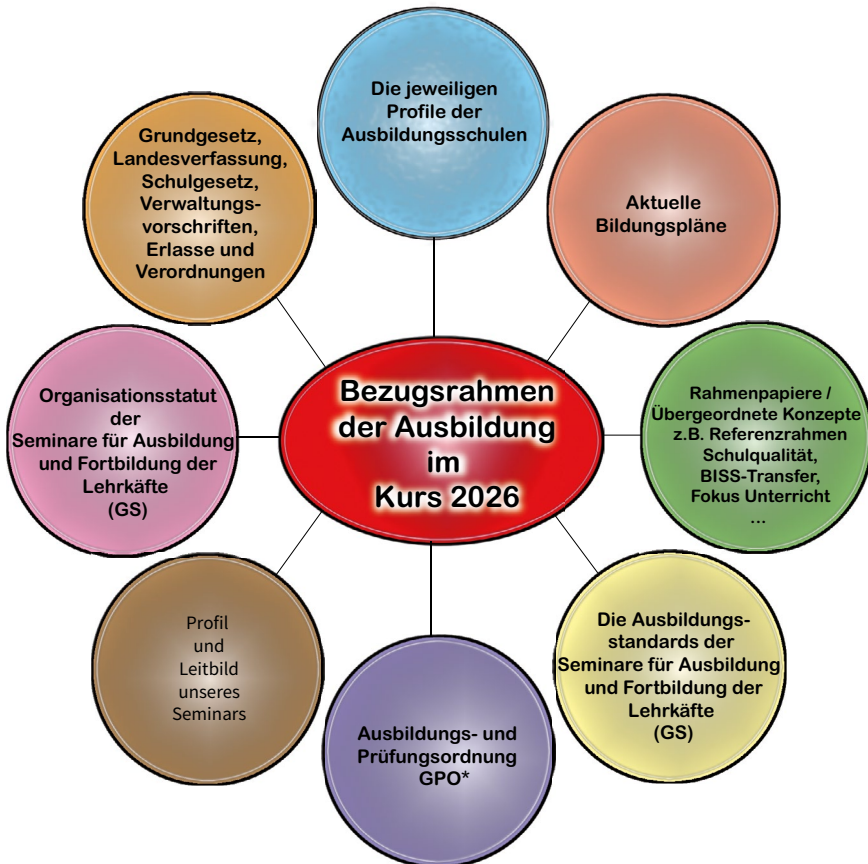 Die jeweiligen
Profile der
Ausbildungsschulen
Grundgesetz,
Landesverfassung,
Schulgesetz,
Verwaltungs-
vorschriften,
Erlasse und
Verordnungen
Aktuelle
Bildungspläne
Organisationsstatut
der
Seminare für Ausbildung
und Fortbildung der
Lehrkäfte
(GS)
Bezugsrahmen
der Ausbildung
im
Kurs 2026
Rahmenpapiere /
Übergeordnete Konzepte
z.B. Referenzrahmen
Schulqualität,
BISS-Transfer,
Fokus Unterricht
...
Profil
und
Leitbild
unseres
Seminars
Ausbildungs- und
Prüfungsordnung
GPO*
Die Ausbildungs-
standards der
Seminare für Ausbildung
und Fortbildung der
Lehrkäfte
(GS)